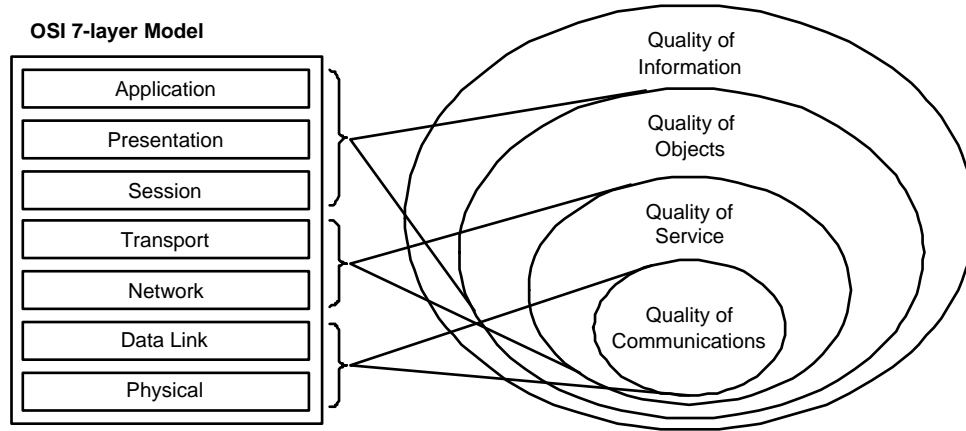 OSI 7-layer Model
Application
Presentation
Session
Transport
Network
Data Link
Physical
Quality of
Information
Quality of
Objects
Quality of
Service
Quality of
Communications